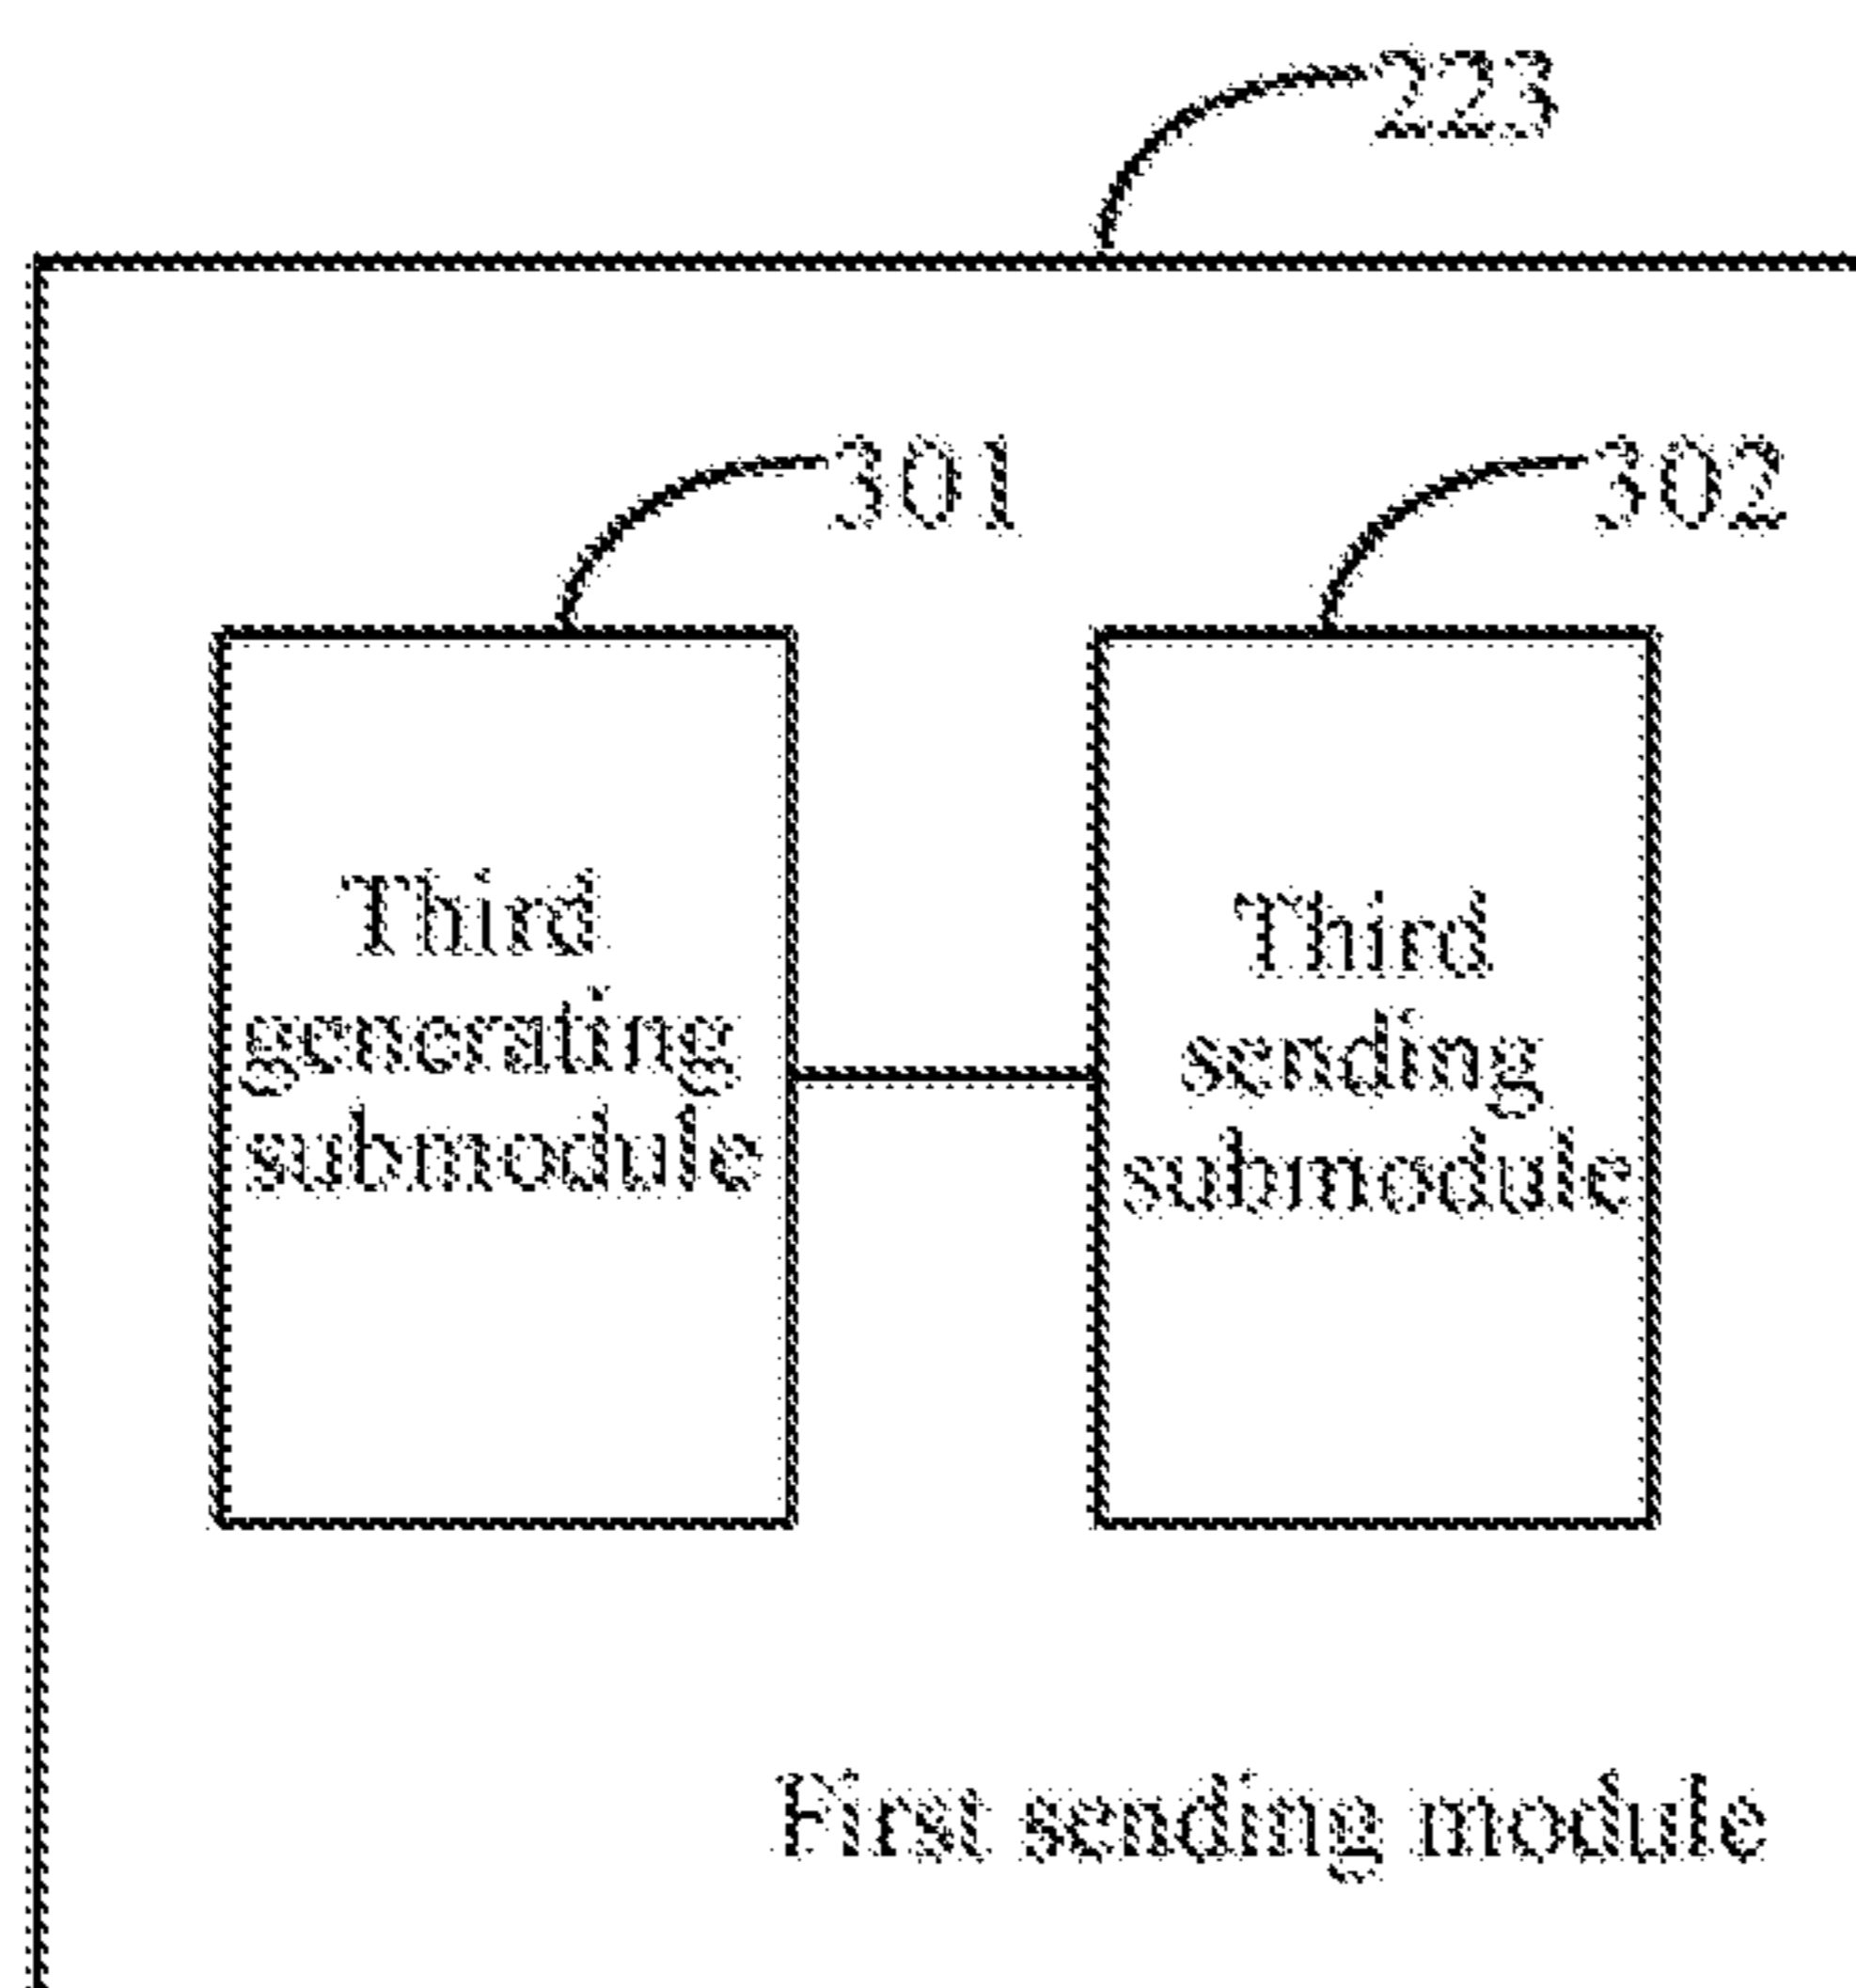 223
301
302
Third
generating
submodule
Third
sending
submodule
First sending module